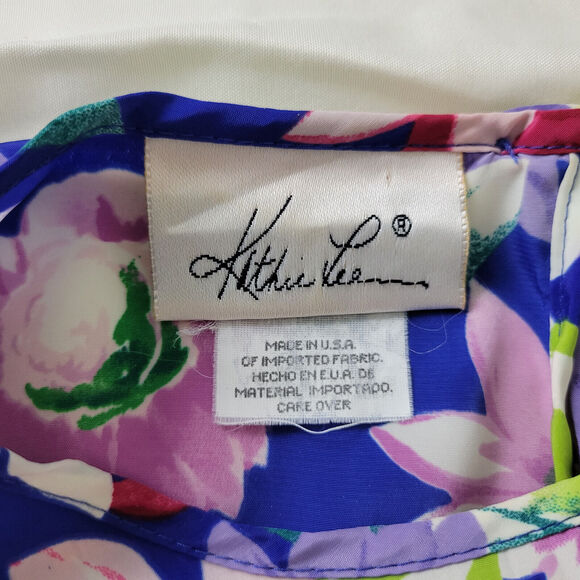 Kathie Lee ®
MADE IN U.S.A.
OF IMPORTED FABRIC.
HECHO EN E.U.A. DE
MATERIAL IMPORTADO.
CARE OVER